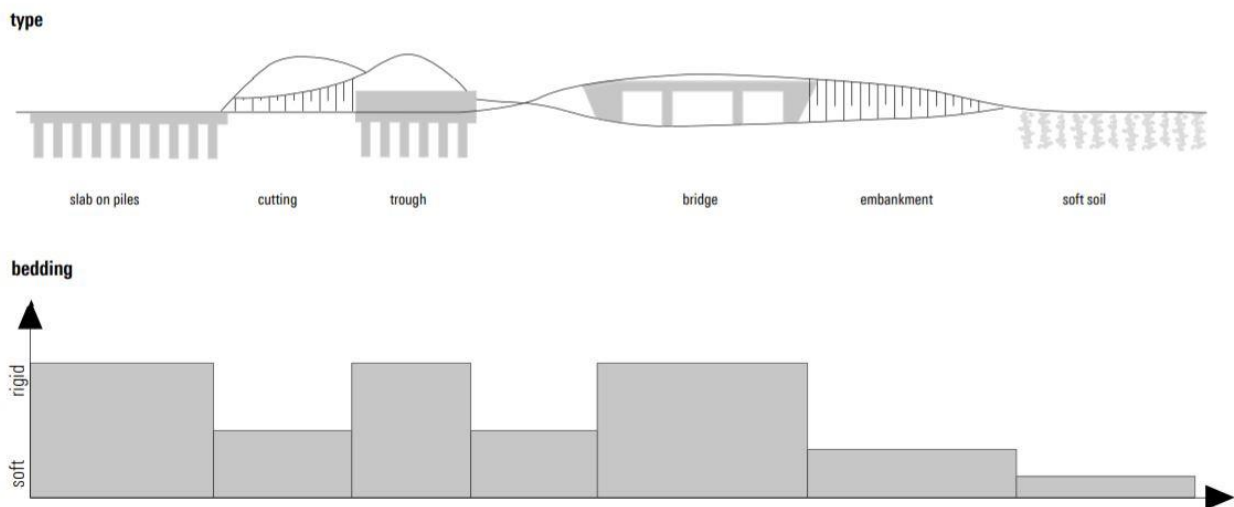 type
slab on piles cutting trough bridge embankment soft soil
bedding
rigid
soft